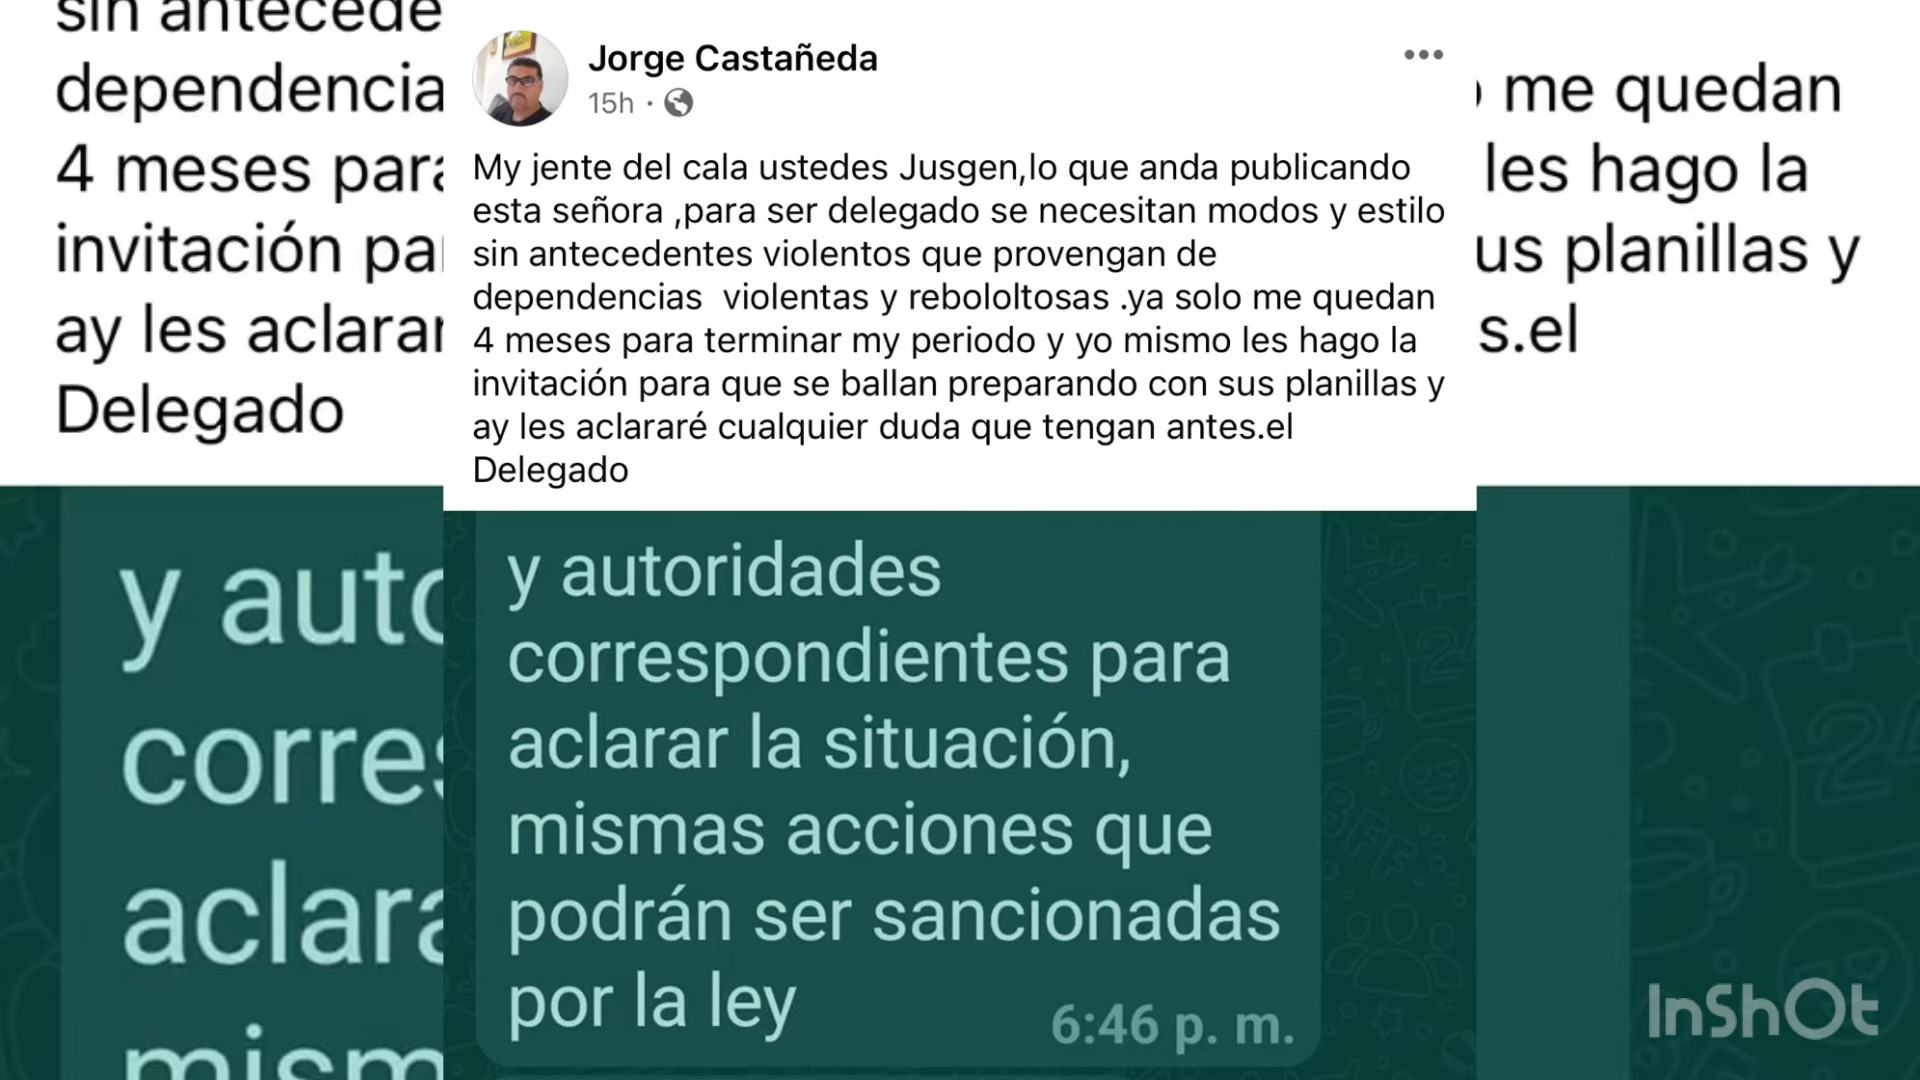 sin antecede
dependencia
4 meses para
invitación pa
ay les aclarar
Delegado
y auto
corres
aclara
mism
Jorge Castañeda
15h ·
My jente del cala ustedes Jusgen,lo que anda publicando
esta señora ,para ser delegado se necesitan modos y estilo
sin antecedentes violentos que provengan de
dependencias  violentas y rebololtosas .ya solo me quedan
4 meses para terminar my periodo y yo mismo les hago la
invitación para que se ballan preparando con sus planillas y
ay les aclararé cualquier duda que tengan antes.el
Delegado
y autoridades
correspondientes para
aclarar la situación,
mismas acciones que
podrán ser sancionadas
por la ley
6:46 p. m.
me quedan
les hago la
us planillas y
s.el
InShOt